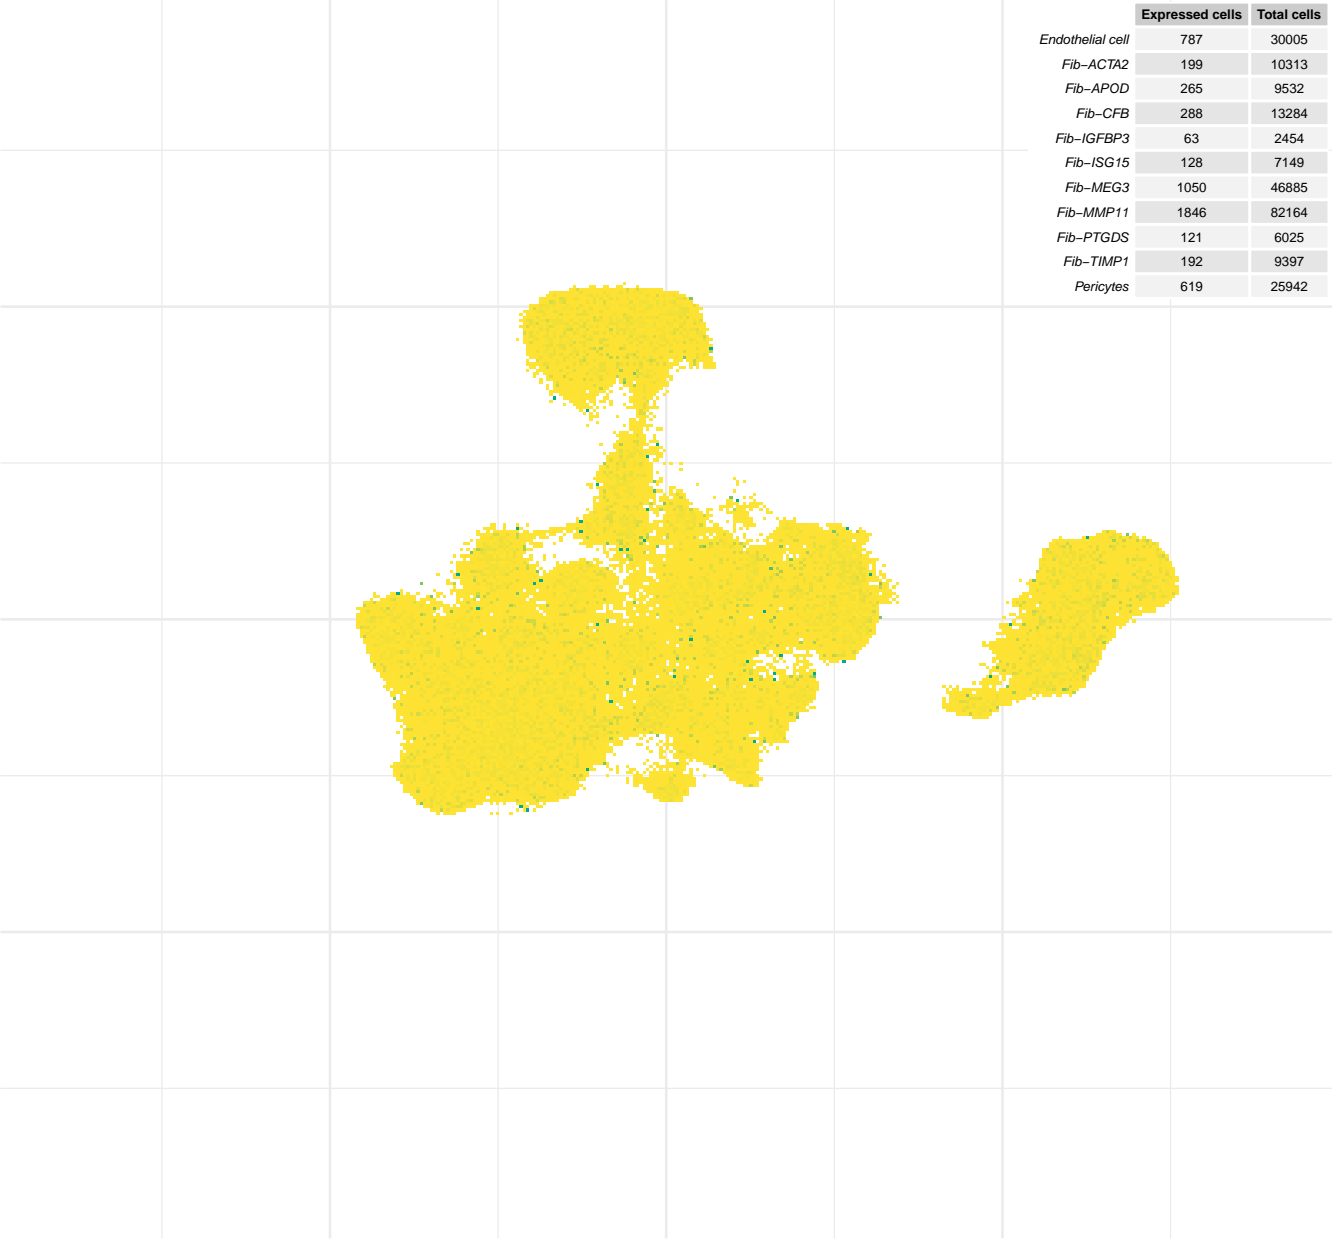 Expressed cells Total cells
Endothelial cell 787 30005
Fib−ACTA2 199 10313
Fib−APOD 265 9532
Fib−CFB 288 13284
Fib−IGFBP3 63 2454
Fib−ISG15 128 7149
Fib−MEG3 1050 46885
Fib−MMP11 1846 82164
Fib−PTGDS 121 6025
Fib−TIMP1 192 9397
Pericytes 619 25942